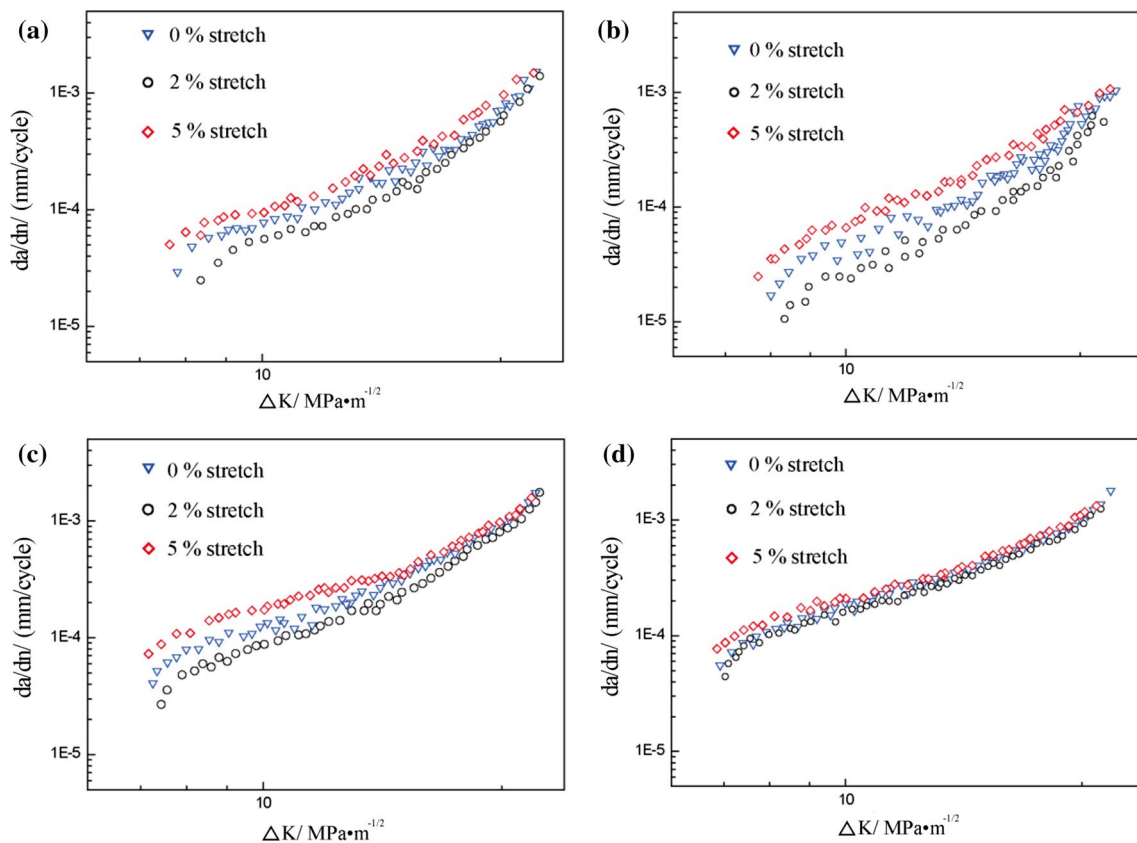 (a)
0 % stretch
2 % stretch
5 % stretch
1E-3
1E-4
1E-5
da/dn/ (mm/cycle)
10
△K/ MPa•m-1/2
(b)
0 % stretch
2 % stretch
5 % stretch
1E-3
1E-4
1E-5
da/dn/ (mm/cycle)
10
△K/ MPa•m-1/2
(c)
0 % stretch
2 % stretch
5 % stretch
1E-3
1E-4
1E-5
da/dn/ (mm/cycle)
10
△K/ MPa•m-1/2
(d)
0 % stretch
2 % stretch
5 % stretch
1E-3
1E-4
1E-5
da/dn/ (mm/cycle)
10
△K/ MPa•m-1/2